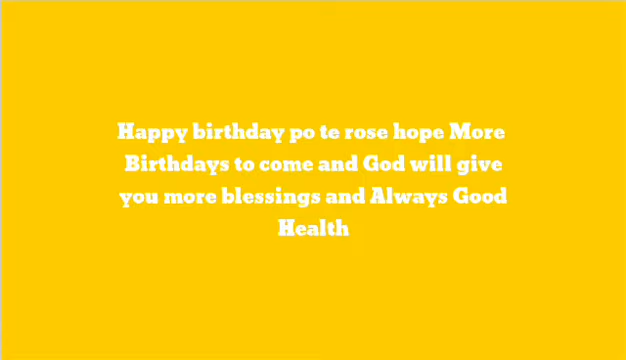 Happy birthday po te rose hope More
Birthdays to come and God will give
you more blessings and Always Good
Health